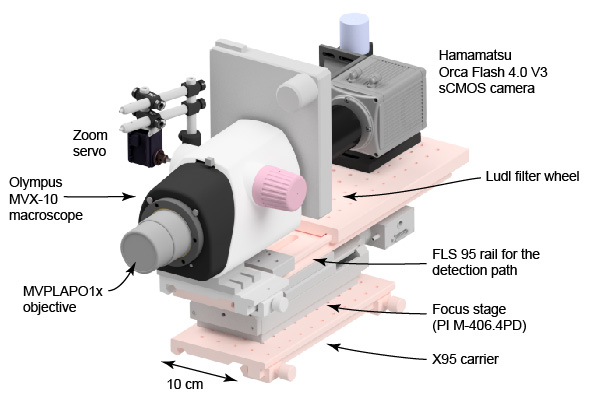 Hamamatsu
Orca Flash 4.0 V3
sCMOS camera
Zoom
servo
Olympus
MVX-10
macroscope
Ludl filter wheel
FLS 95 rail for the
detection path
MVPLAPO1x
objective
Focus stage
(PI M-406.4PD)
X95 carrier
10 cm